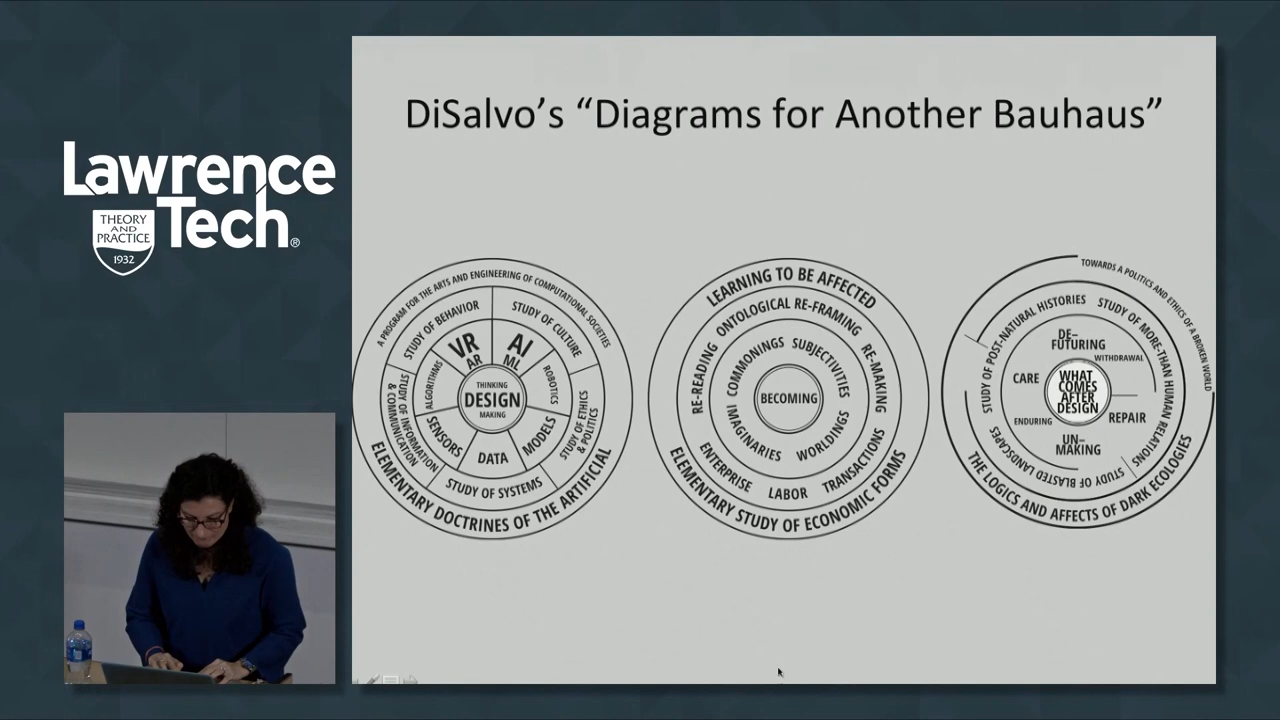 DiSalvo's “Diagrams for Another Bauhaus”
Lawrence
Tech®
THEORY
AND
PRACTICE
1932
A PROGRAM FOR THE ARTS AND ENGINEERING OF COMPUTATIONAL SOCIETIES
STUDY OF BEHAVIOR
STUDY OF CULTURE
STUDY OF ETHICS
& POLITICS
STUDY OF SYSTEMS
STUDY OF INFORMATION
& COMMUNICATION
VR
AR
AI
ML
ROBOTICS
MODELS
DATA
SENSORS
ALGORITHMS
THINKING
DESIGN
MAKING
ELEMENTARY DOCTRINES OF THE ARTIFICIAL
LEARNING TO BE AFFECTED
ONTOLOGICAL RE-FRAMING
RE-MAKING
TRANSACTIONS
LABOR
ENTERPRISE
RE-READING
COMMONINGS
SUBJECTIVITIES
WORLDINGS
IMAGINARIES
BECOMING
ELEMENTARY STUDY OF ECONOMIC FORMS
TOWARDS A POLITICS AND ETHICS OF A BROKEN WORLD
STUDY OF POST-NATURAL HISTORIES
STUDY OF MORE-THAN HUMAN RELATIONS
STUDY OF BLASTED LANDSCAPES
DE–
FUTURING
WITHDRAWAL
CARE
WHAT
COMES
AFTER
DESIGN
REPAIR
ENDURING
UN–
MAKING
STUDY OF
THE LOGICS AND AFFECTS OF DARK ECOLOGIES